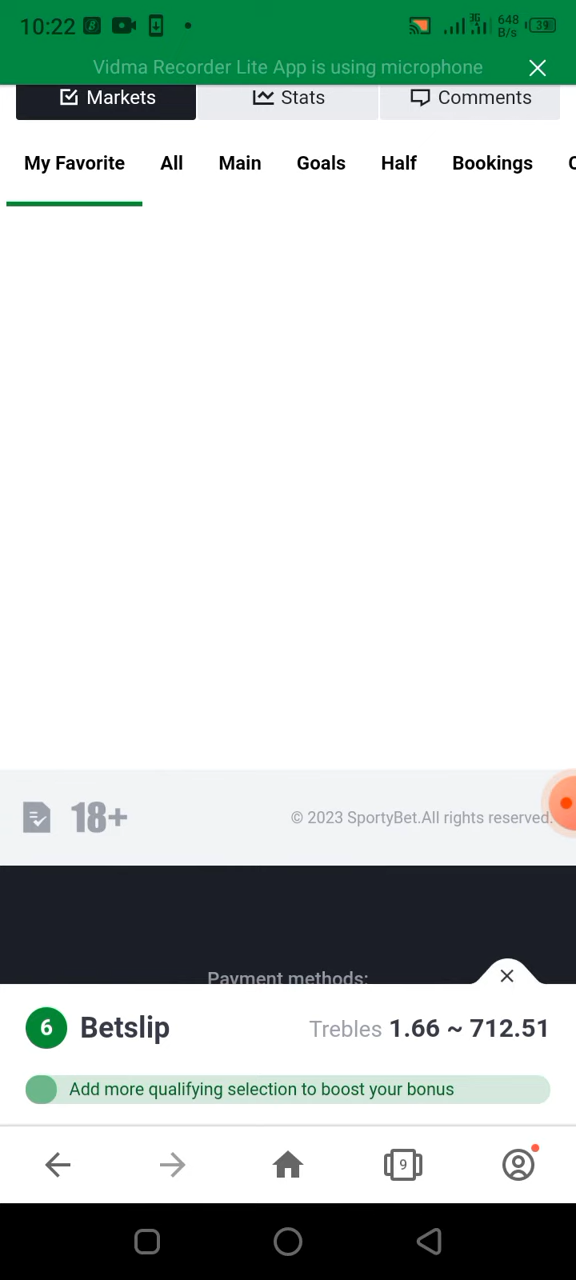 10:22 3G 648 B/s 39
Vidma Recorder Lite App is using microphone
Markets Stats Comments
My Favorite All Main Goals Half Bookings
18+ © 2023 SportyBet.All rights reserved.
Payment methods:
6 Betslip Trebles 1.66 ~ 712.51
Add more qualifying selection to boost your bonus
9